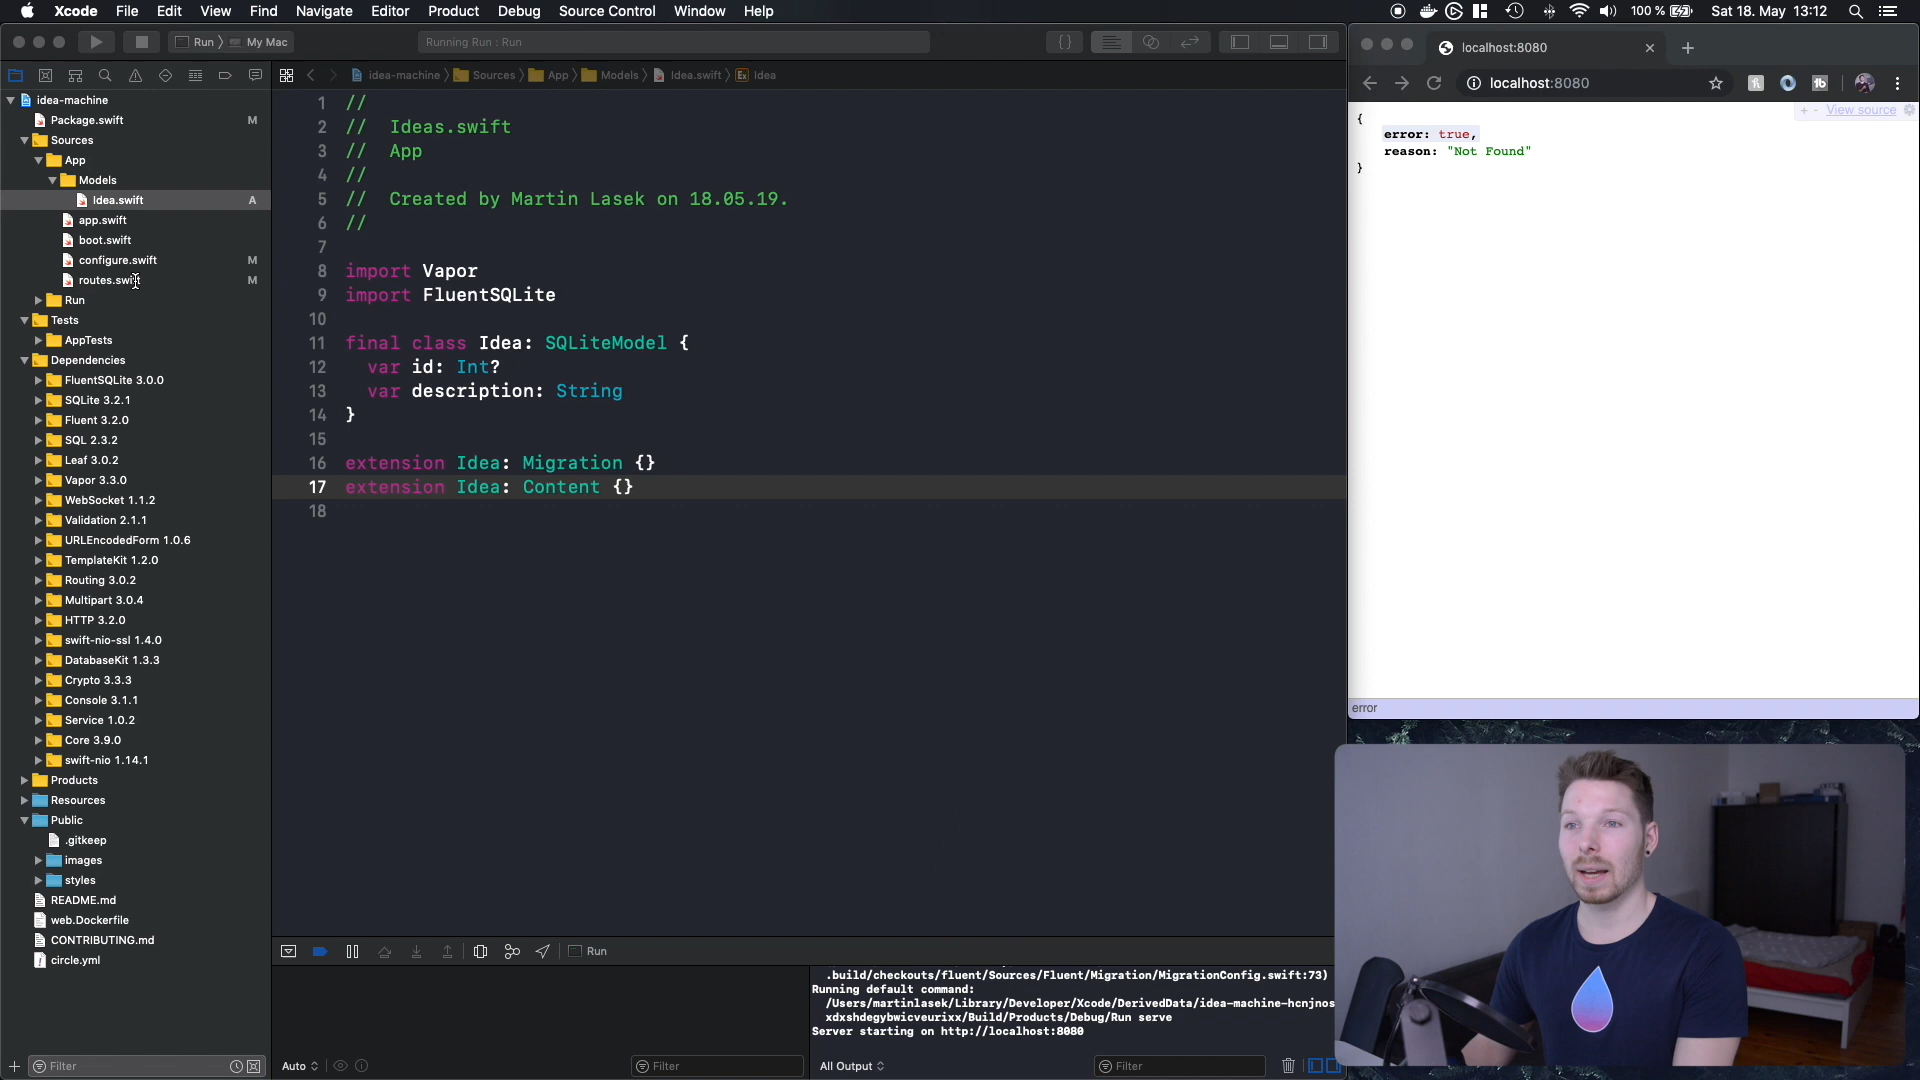 Xcode File Edit View Find Navigate Editor Product Debug Source Control Window Help
100 % Sat 18. May 13:12
Run My Mac
Running Run : Run
idea-machine Sources App Models Idea.swift Ex Idea
idea-machine
Package.swift M
Sources
App
Models
Idea.swift A
app.swift
boot.swift
configure.swift M
routes.swift M
Run
Tests
AppTests
Dependencies
FluentSQLite 3.0.0
SQLite 3.2.1
Fluent 3.2.0
SQL 2.3.2
Leaf 3.0.2
Vapor 3.3.0
WebSocket 1.1.2
Validation 2.1.1
URLEncodedForm 1.0.6
TemplateKit 1.2.0
Routing 3.0.2
Multipart 3.0.4
HTTP 3.2.0
swift-nio-ssl 1.4.0
DatabaseKit 1.3.3
Crypto 3.3.3
Console 3.1.1
Service 1.0.2
Core 3.9.0
swift-nio 1.14.1
Products
Resources
Public
.gitkeep
images
styles
README.md
web.Dockerfile
CONTRIBUTING.md
circle.yml
Filter
1 //
2 //  Ideas.swift
3 //  App
4 //
5 //  Created by Martin Lasek on 18.05.19.
6 //
7
8 import Vapor
9 import FluentSQLite
10
11 final class Idea: SQLiteModel {
12   var id: Int?
13   var description: String
14 }
15
16 extension Idea: Migration {}
17 extension Idea: Content {}
18
Run
.build/checkouts/fluent/Sources/Fluent/Migration/MigrationConfig.swift:73)
Running default command:
/Users/martinlasek/Library/Developer/Xcode/DerivedData/idea-machine-hcnjnos
xdxshdegybwicveurixx/Build/Products/Debug/Run serve
Server starting on http://localhost:8080
Auto Filter
All Output Filter
localhost:8080
localhost:8080 tb
+ - View source
{
error: true,
reason: "Not Found"
}
error